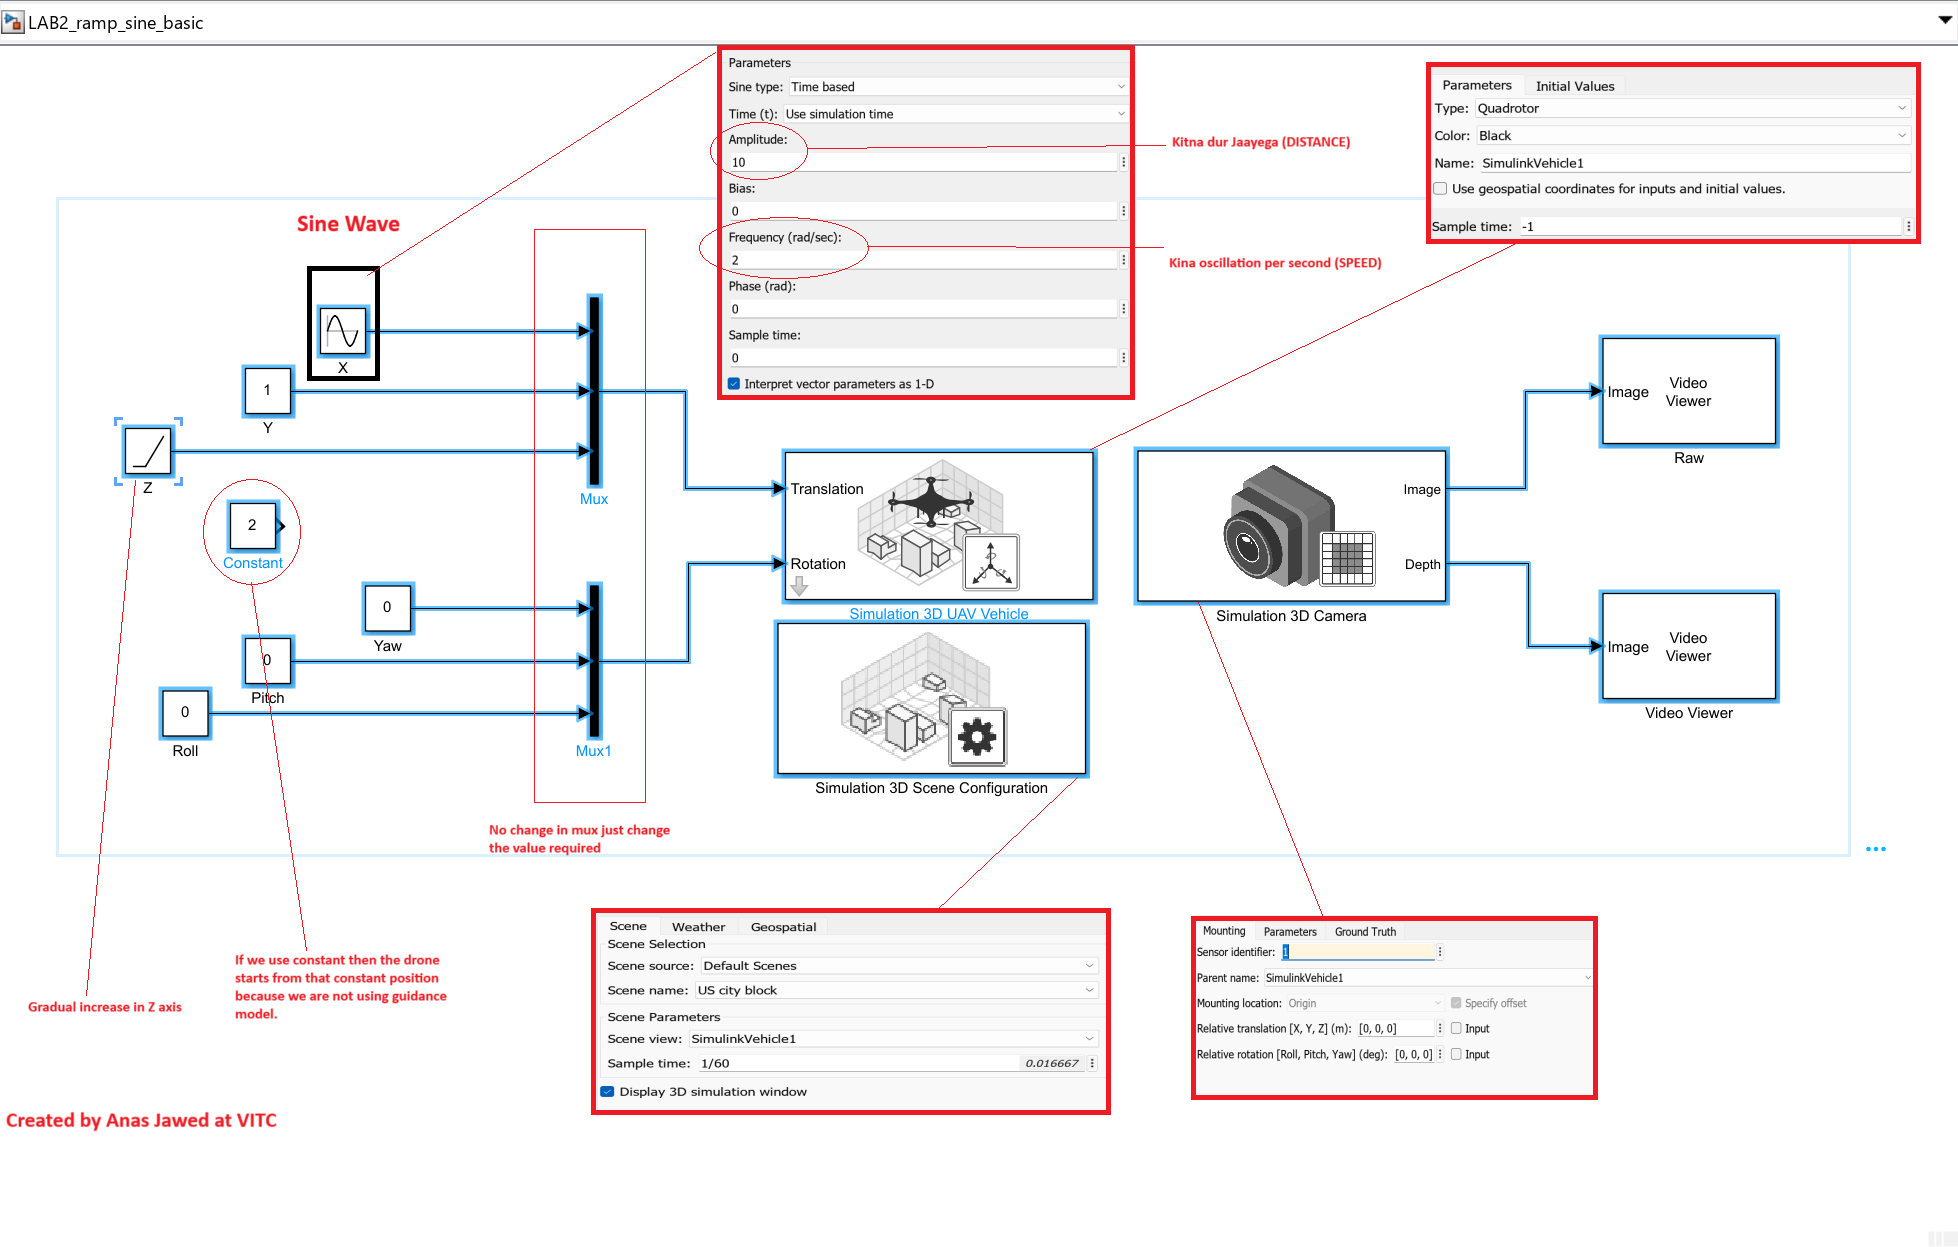 LAB2_ramp_sine_basic
Parameters
Sine type: Time based
Time (t): Use simulation time
Amplitude:
10
Bias:
0
Frequency (rad/sec):
2
Phase (rad):
0
Sample time:
0
Interpret vector parameters as 1-D
Kitna dur Jaayega (DISTANCE)
Kina oscillation per second (SPEED)
Parameters Initial Values
Type: Quadrotor
Color: Black
Name: SimulinkVehicle1
Use geospatial coordinates for inputs and initial values.
Sample time: -1
Sine Wave
X
1
Y
Z
2
Constant
Mux
0
Yaw
0
Pitch
0
Roll
Mux1
Translation
Rotation
Simulation 3D UAV Vehicle
Simulation 3D Scene Configuration
Image
Depth
Simulation 3D Camera
Image
Video
Viewer
Raw
Image
Video
Viewer
Video Viewer
No change in mux just change
the value required
If we use constant then the drone
starts from that constant position
because we are not using guidance
model.
Gradual increase in Z axis
Scene Weather Geospatial
Scene Selection
Scene source: Default Scenes
Scene name: US city block
Scene Parameters
Scene view: SimulinkVehicle1
Sample time: 1/60 0.016667
Display 3D simulation window
Mounting Parameters Ground Truth
Sensor identifier: 1
Parent name: SimulinkVehicle1
Mounting location: Origin Specify offset
Relative translation [X, Y, Z] (m): [0, 0, 0] Input
Relative rotation [Roll, Pitch, Yaw] (deg): [0, 0, 0] Input
Created by Anas Jawed at VITC